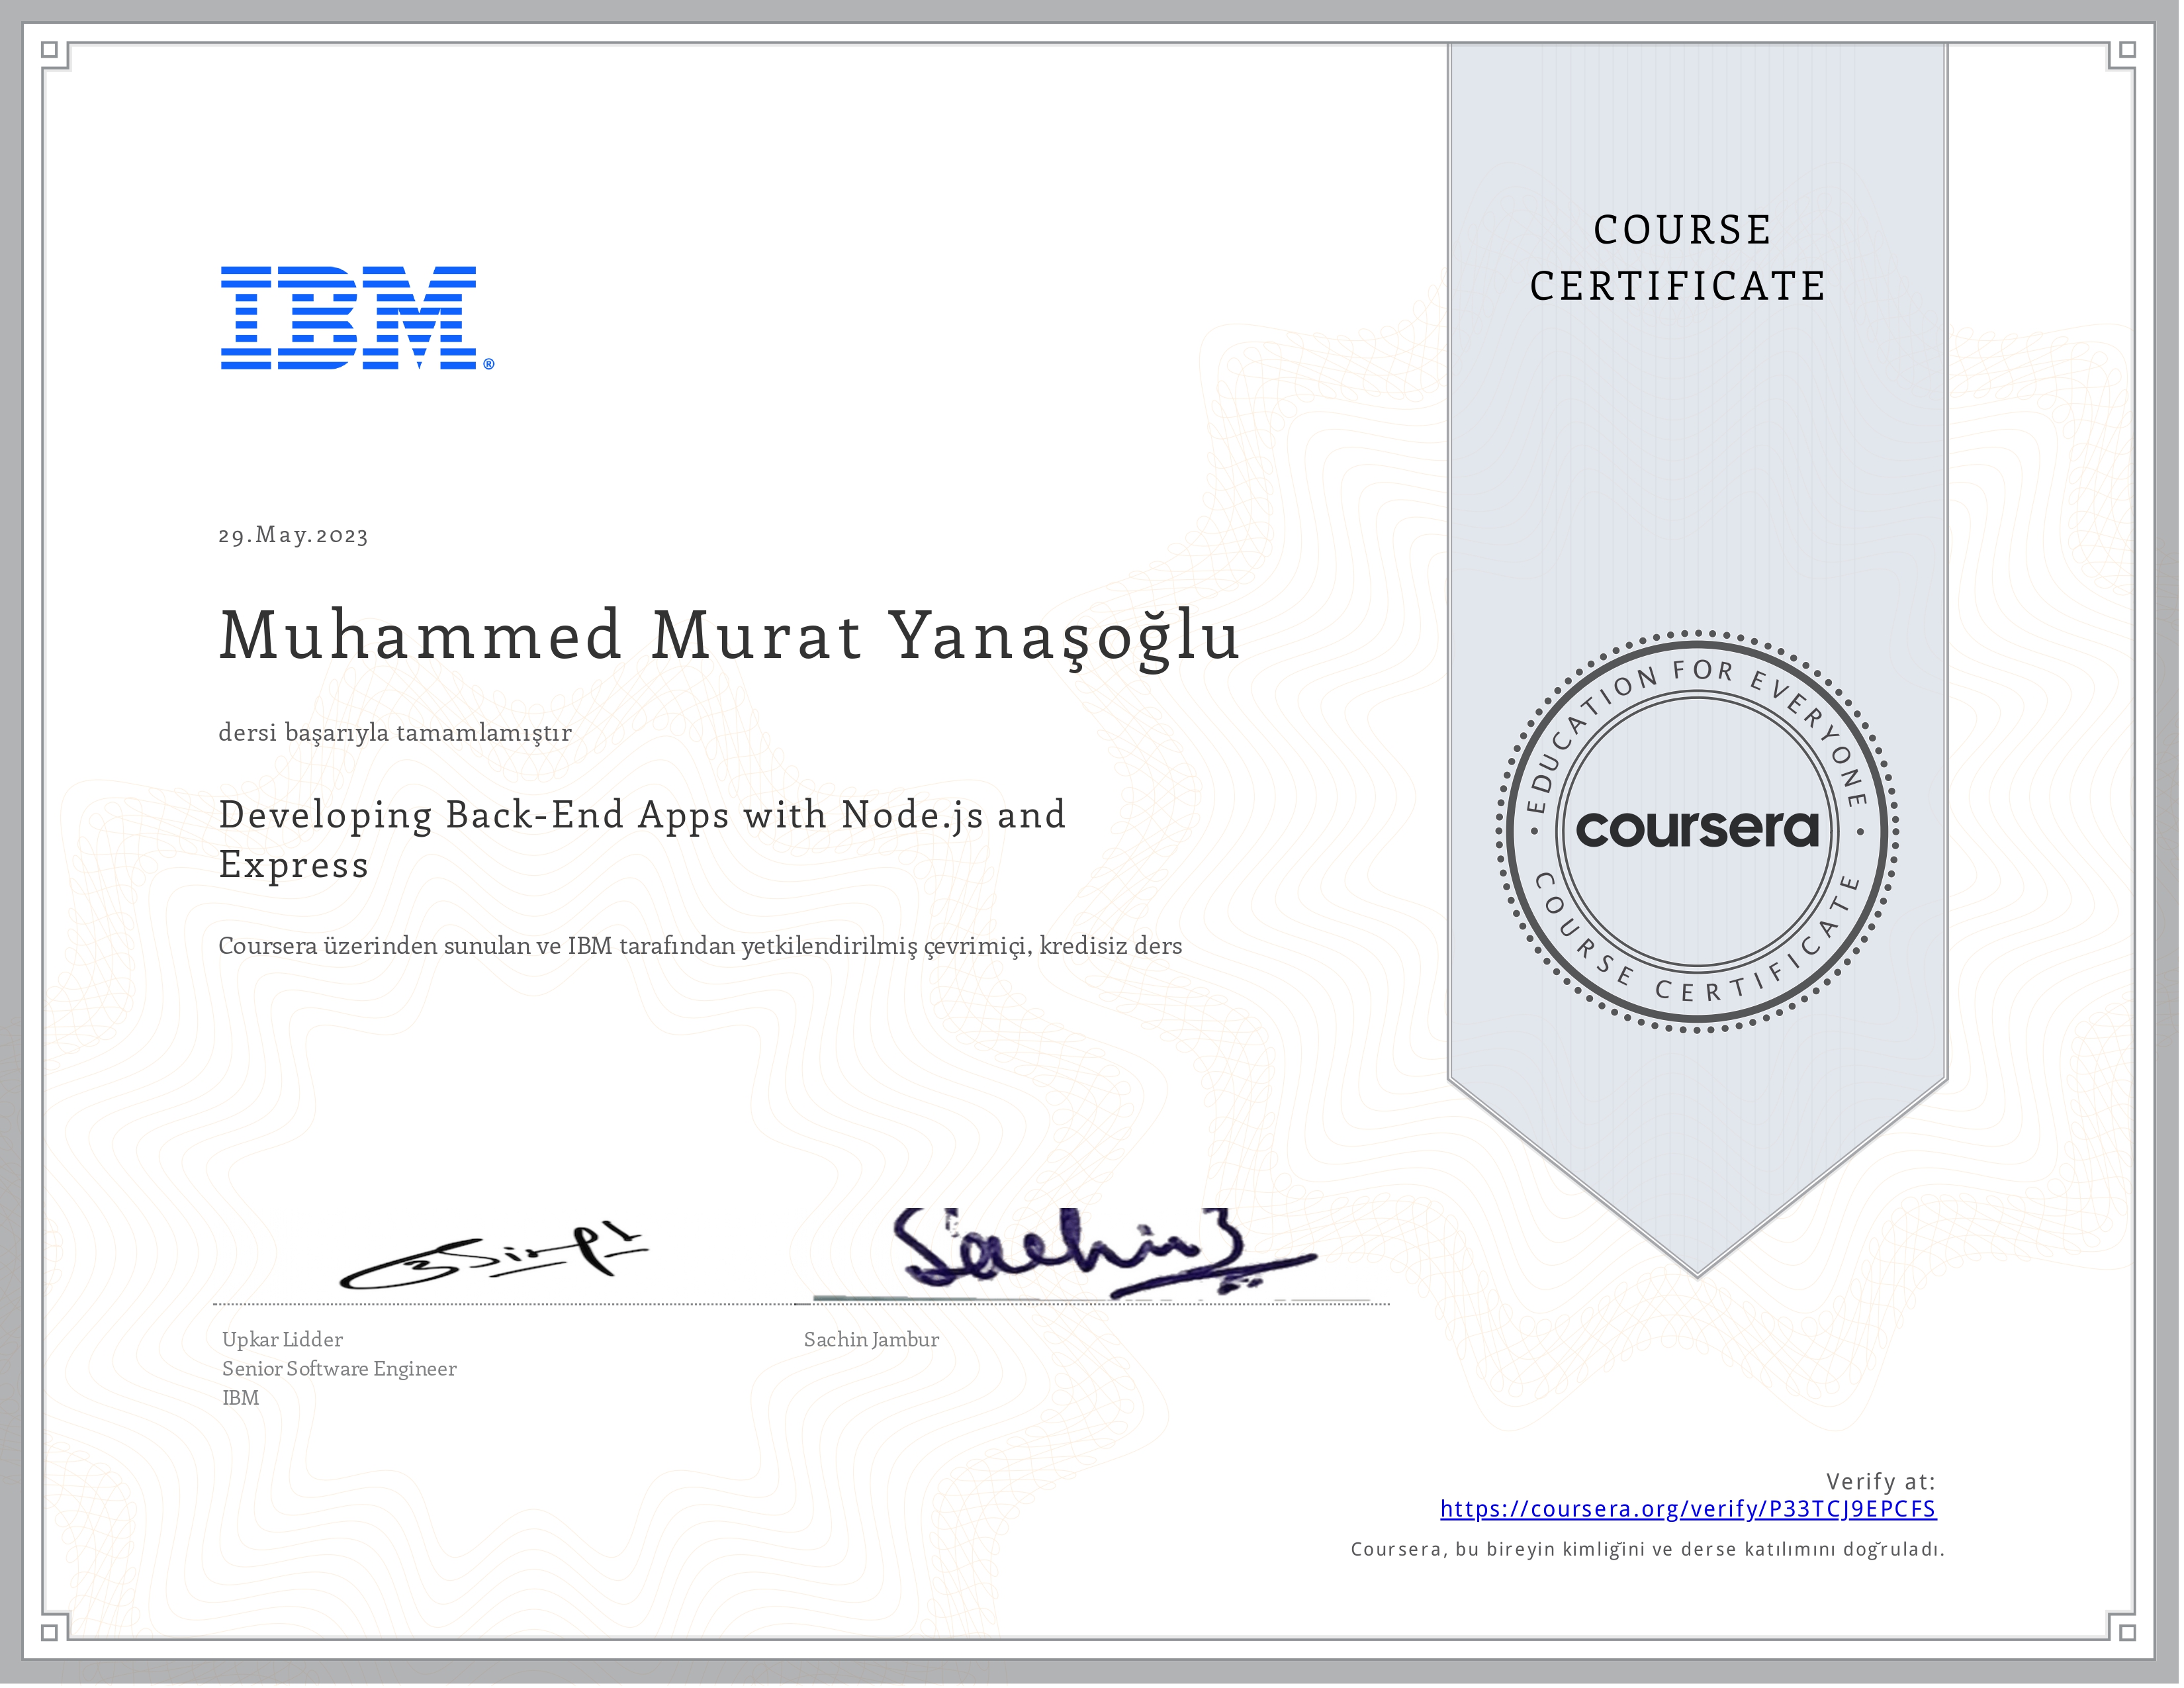 IBM®
COURSE
CERTIFICATE
29.May.2023
Muhammed Murat Yanaşoğlu
dersi başarıyla tamamlamıştır
Developing Back-End Apps with Node.js and
Express
Coursera üzerinden sunulan ve IBM tarafından yetkilendirilmiş çevrimiçi, kredisiz ders
EDUCATION FOR EVERYONE
coursera
COURSE CERTIFICATE
Sachin J
Upkar Lidder
Senior Software Engineer
IBM
Sachin Jambur
Verify at:
https://coursera.org/verify/P33TCJ9EPCFS
Coursera, bu bireyin kimliğini ve derse katılımını doğruladı.